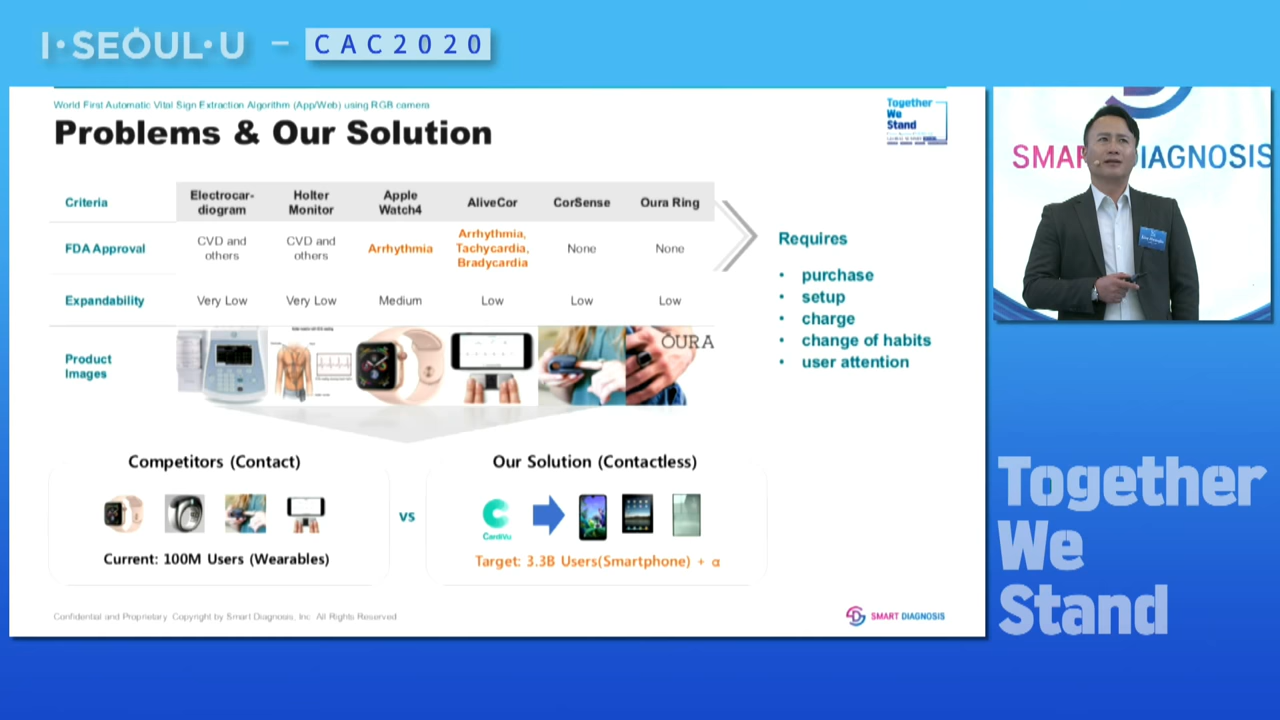 I·SEOUL·U – CAC2020
World First Automatic Vital Sign Extraction Algorithm (App/Web) using RGB camera
Problems & Our Solution
Together
We
Stand
Criteria
Electrocar-
diogram
Holter
Monitor
Apple
Watch4
AliveCor
CorSense
Oura Ring
FDA Approval
CVD and
others
CVD and
others
Arrhythmia
Arrhythmia,
Tachycardia,
Bradycardia
None
None
Expandability
Very Low
Very Low
Medium
Low
Low
Low
Product
Images
OURA
Requires
• purchase
• setup
• charge
• change of habits
• user attention
Competitors (Contact)
Current: 100M Users (Wearables)
vs
Our Solution (Contactless)
CardiVu
Target: 3.3B Users(Smartphone) + α
Confidential and Proprietary. Copyright by Smart Diagnosis, Inc. All Rights Reserved
SMART DIAGNOSIS
SMAR DIAGNOSIS
Together
We
Stand